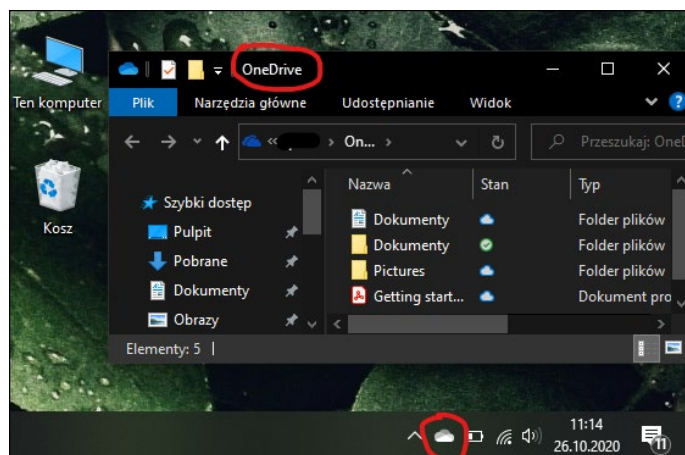 Ten komputer
Kosz
OneDrive
Plik Narzędzia główne Udostępnianie Widok
« > On... > Przeszukaj: OneD
Szybki dostęp
Pulpit
Pobrane
Dokumenty
Obrazy
Nazwa Stan Typ
Dokumenty Folder plików
Dokumenty Folder plików
Pictures Folder plików
Getting start... Dokument pro
Elementy: 5
11:14
26.10.2020
11